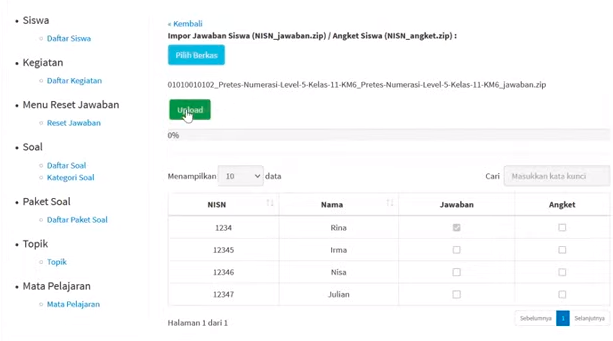 Siswa
Daftar Siswa
Kegiatan
Daftar Kegiatan
Menu Reset Jawaban
Reset Jawaban
Soal
Daftar Soal
Kategori Soal
Paket Soal
Daftar Paket Soal
Topik
Topik
Mata Pelajaran
Mata Pelajaran
« Kembali
Impor Jawaban Siswa (NISN_jawaban.zip) / Angket Siswa (NISN_angket.zip) :
Pilih Berkas
01010010102_Pretes-Numerasi-Level-5-Kelas-11-KM6_Pretes-Numerasi-Level-5-Kelas-11-KM6_jawaban.zip
Upload
0%
Menampilkan 10 data Cari Masukkan kata kunci
NISN Nama Jawaban Angket
1234 Rina
12345 Irma
12346 Nisa
12347 Julian
Halaman 1 dari 1 Sebelumnya 1 Selanjutnya